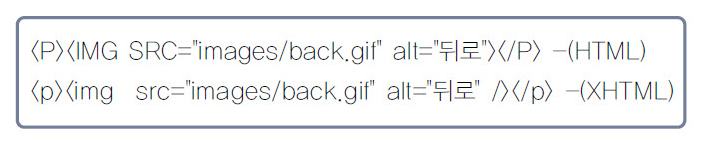 <P><IMG SRC="images/back.gif" alt="뒤로"></P> -(HTML)
<p><img  src="images/back.gif" alt="뒤로" /></p> -(XHTML)